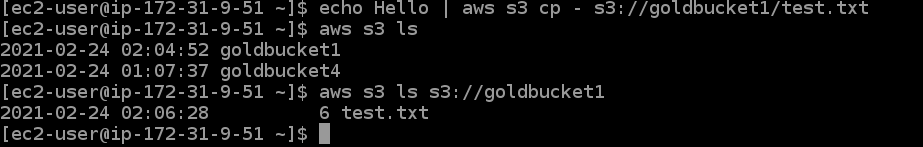 [ec2-user@ip-172-31-9-51 ~]$ echo Hello | aws s3 cp - s3://goldbucket1/test.txt
[ec2-user@ip-172-31-9-51 ~]$ aws s3 ls
2021-02-24 02:04:52 goldbucket1
2021-02-24 01:07:37 goldbucket4
[ec2-user@ip-172-31-9-51 ~]$ aws s3 ls s3://goldbucket1
2021-02-24 02:06:28          6 test.txt
[ec2-user@ip-172-31-9-51 ~]$